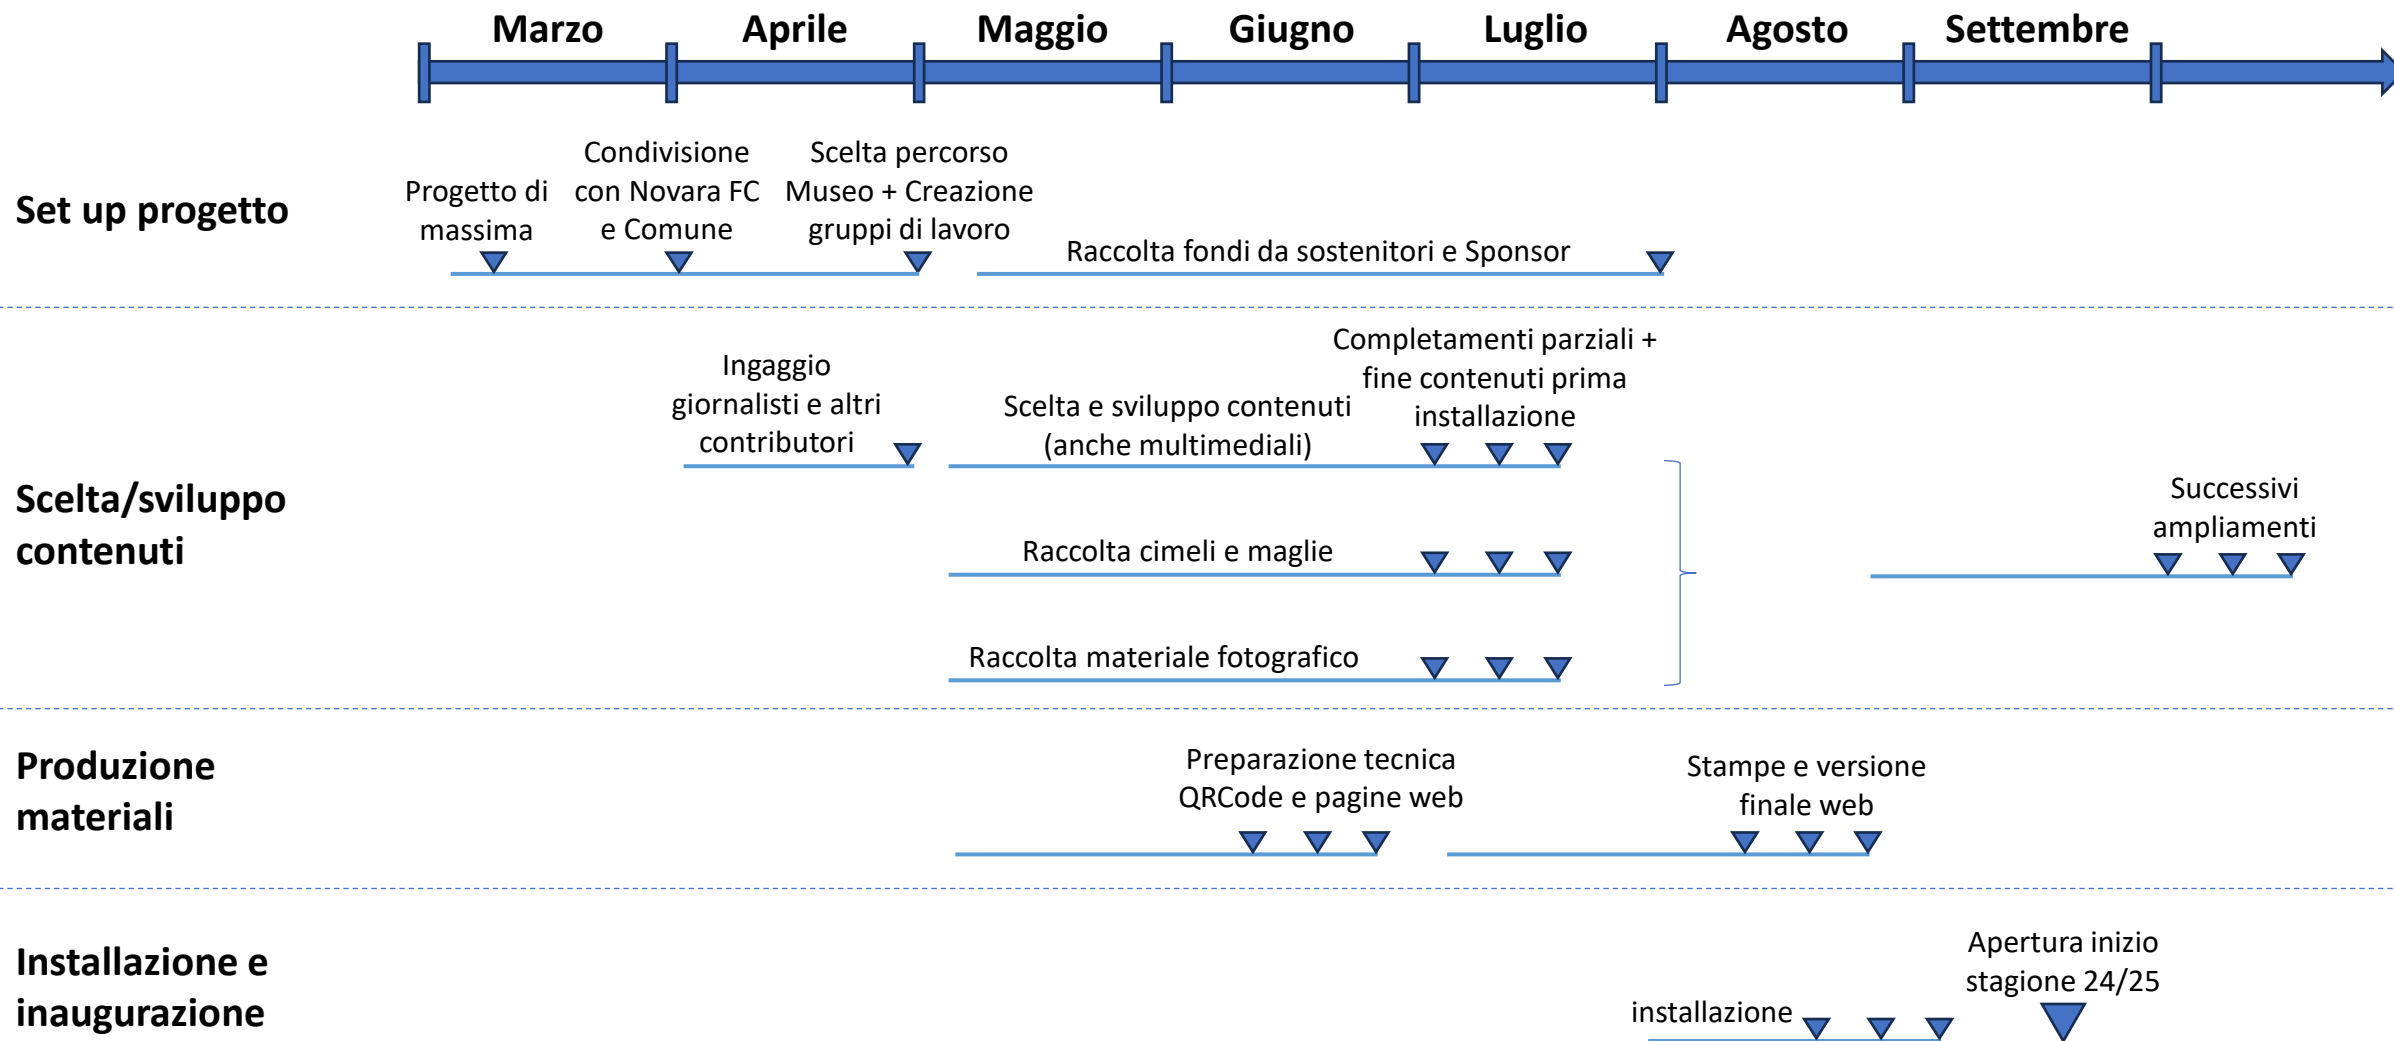 Marzo
Aprile
Maggio
Giugno
Luglio
Agosto
Settembre
Set up progetto
Progetto di
massima
Condivisione
con Novara FC
e Comune
Scelta percorso
Museo + Creazione
gruppi di lavoro
Raccolta fondi da sostenitori e Sponsor
Scelta/sviluppo
contenuti
Ingaggio
giornalisti e altri
contributori
Scelta e sviluppo contenuti
(anche multimediali)
Completamenti parziali +
fine contenuti prima
installazione
Raccolta cimeli e maglie
Raccolta materiale fotografico
Successivi
ampliamenti
Produzione
materiali
Preparazione tecnica
QRCode e pagine web
Stampe e versione
finale web
Installazione e
inaugurazione
installazione
Apertura inizio
stagione 24/25